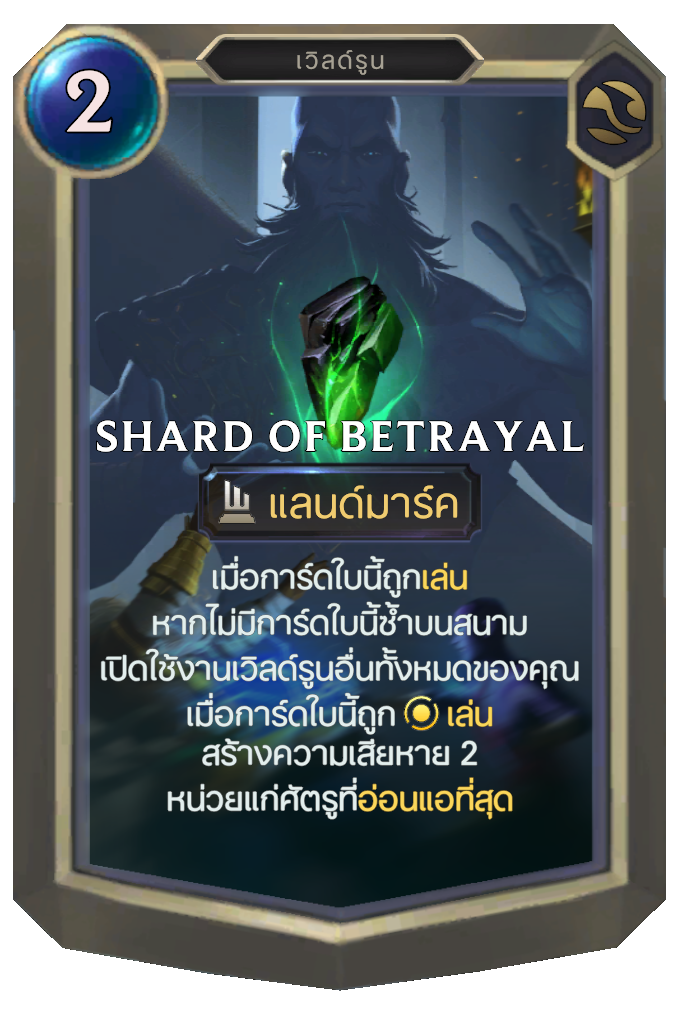 เวิลด์รูน
2
SHARD OF BETRAYAL
แลนด์มาร์ค
เมื่อการ์ดใบนี้ถูกเล่น
หากไม่มีการ์ดใบนี้ซ้ำบนสนาม
เปิดใช้งานเวิลด์รูนอื่นทั้งหมดของคุณ
เมื่อการ์ดใบนี้ถูก เล่น
สร้างความเสียหาย 2
หน่วยแก่ศัตรูที่อ่อนแอที่สุด